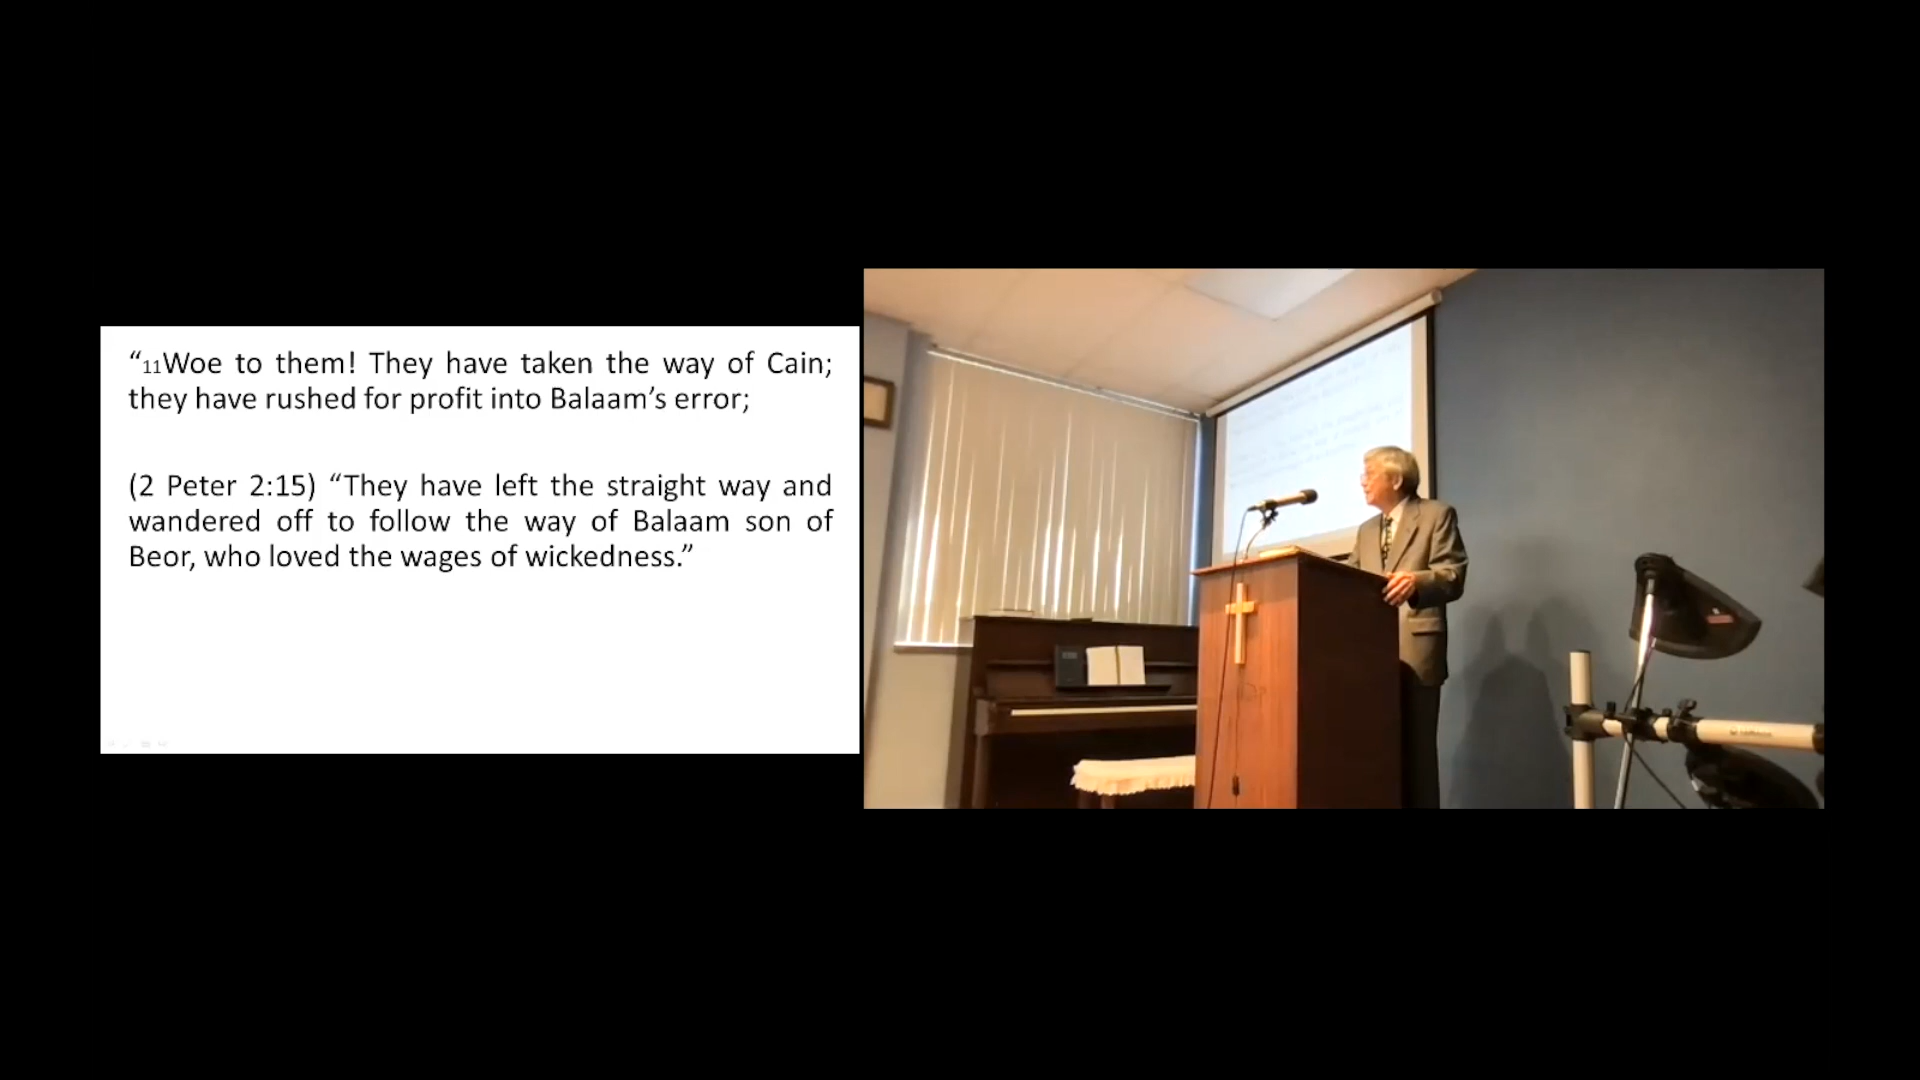 “11Woe to them! They have taken the way of Cain;
they have rushed for profit into Balaam’s error;
(2 Peter 2:15) “They have left the straight way and
wandered off to follow the way of Balaam son of
Beor, who loved the wages of wickedness.”